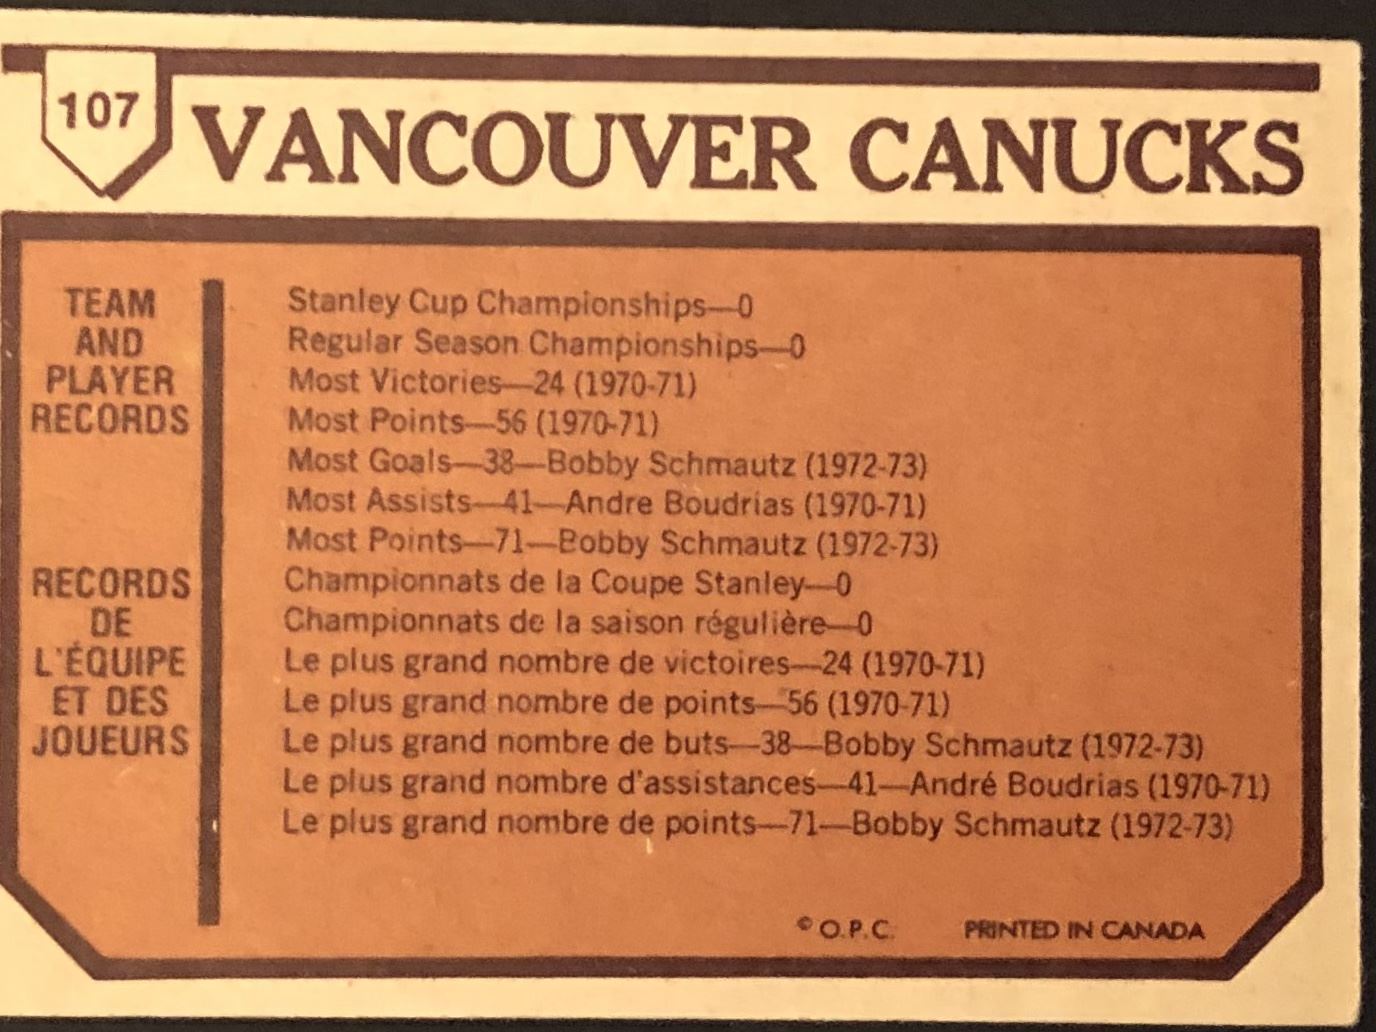 107
VANCOUVER CANUCKS
TEAM
AND
PLAYER
RECORDS
Stanley Cup Championships—0
Regular Season Championships—0
Most Victories—24 (1970-71)
Most Points—56 (1970-71)
Most Goals—38—Bobby Schmautz (1972-73)
Most Assists—41—Andre Boudrias (1970-71)
Most Points—71—Bobby Schmautz (1972-73)
RECORDS
DE
L'ÉQUIPE
ET DES
JOUEURS
Championnats de la Coupe Stanley—0
Championnats de la saison régulière—0
Le plus grand nombre de victoires—24 (1970-71)
Le plus grand nombre de points—56 (1970-71)
Le plus grand nombre de buts—38—Bobby Schmautz (1972-73)
Le plus grand nombre d'assistances—41—André Boudrias (1970-71)
Le plus grand nombre de points—71—Bobby Schmautz (1972-73)
© O.P.C. PRINTED IN CANADA